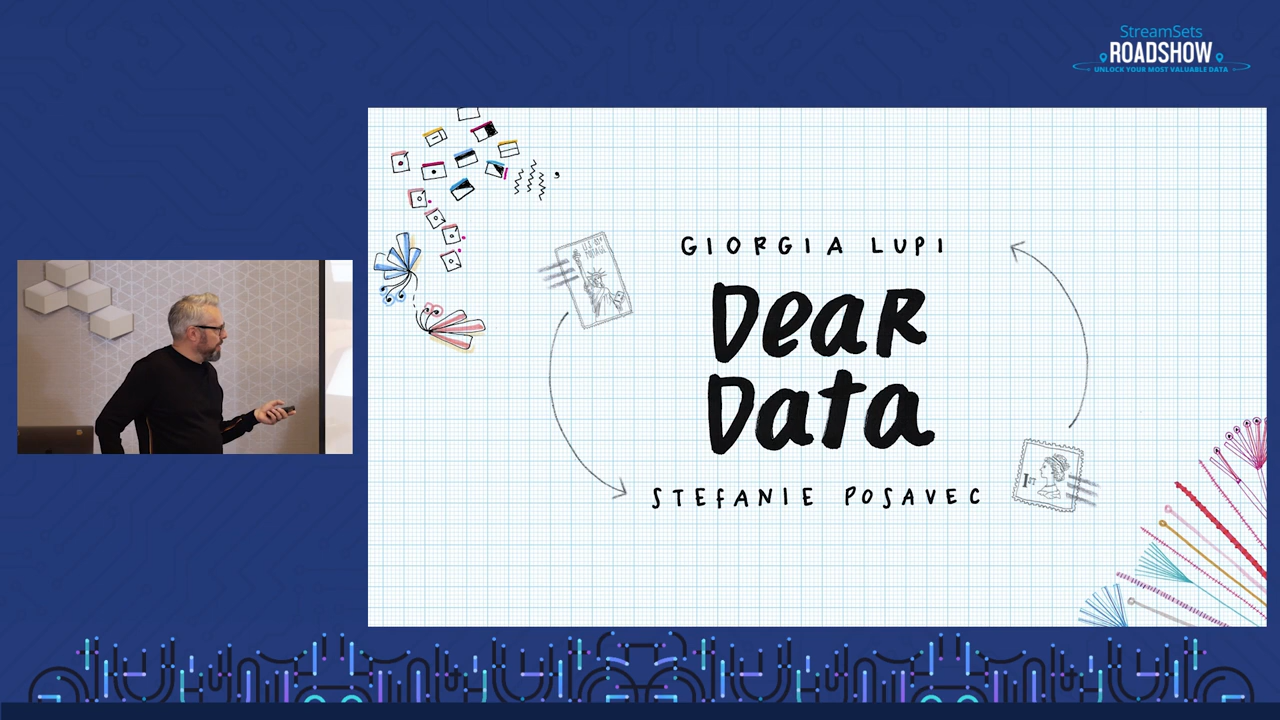 StreamSets
ROADSHOW
UNLOCK YOUR MOST VALUABLE DATA
GIORGIA LUPI
DeaR
Data
STEFANIE POSAVEC